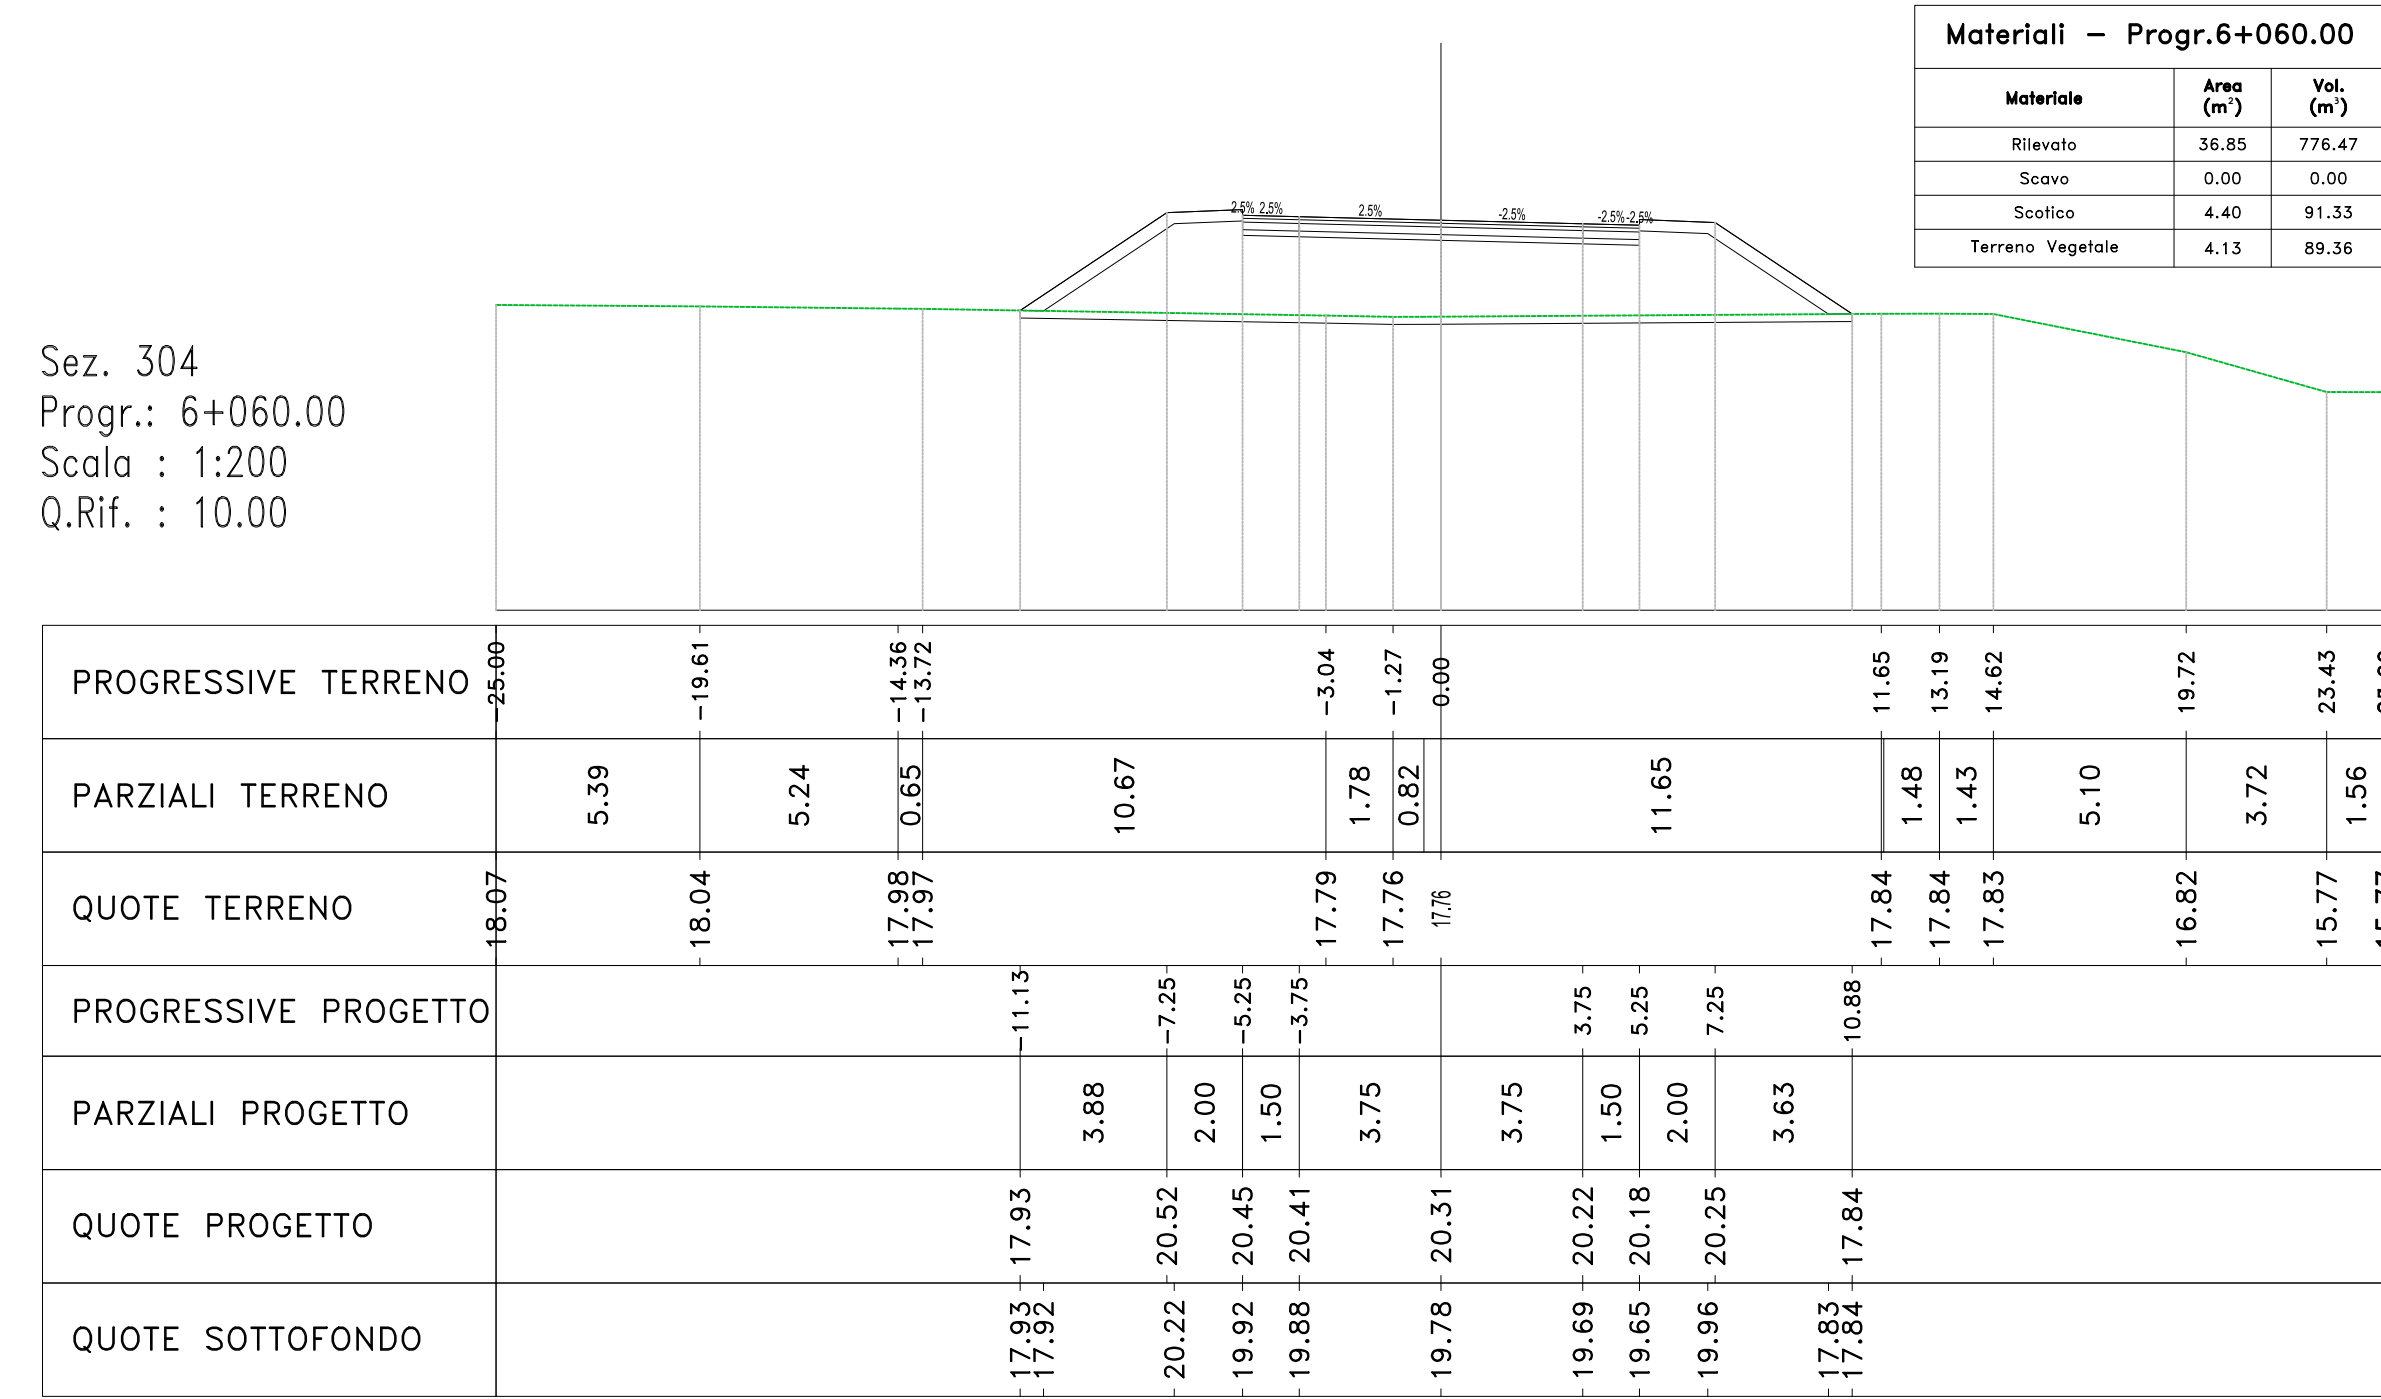 Materiali – Progr.6+060.00
Materiale Area (m²) Vol. (m³)
Rilevato 36.85 776.47
Scavo 0.00 0.00
Scotico 4.40 91.33
Terreno Vegetale 4.13 89.36
2.5% 2.5% 2.5% -2.5% -2.5% -2.5%
Sez. 304
Progr.: 6+060.00
Scala : 1:200
Q.Rif. : 10.00
PROGRESSIVE TERRENO -25.00 -19.61 -14.36 -13.72 -3.04 -1.27 0.00 11.65 13.19 14.62 19.72 23.43
PARZIALI TERRENO 5.39 5.24 0.65 10.67 1.78 0.82 11.65 1.48 1.43 5.10 3.72 1.56
QUOTE TERRENO 18.07 18.04 17.98 17.97 17.79 17.76 17.76 17.84 17.84 17.83 16.82 15.77
PROGRESSIVE PROGETTO -11.13 -7.25 -5.25 -3.75 3.75 5.25 7.25 10.88
PARZIALI PROGETTO 3.88 2.00 1.50 3.75 3.75 1.50 2.00 3.63
QUOTE PROGETTO 17.93 20.52 20.45 20.41 20.31 20.22 20.18 20.25 17.84
QUOTE SOTTOFONDO 17.93 17.92 20.22 19.92 19.88 19.78 19.69 19.65 19.96 17.83 17.84